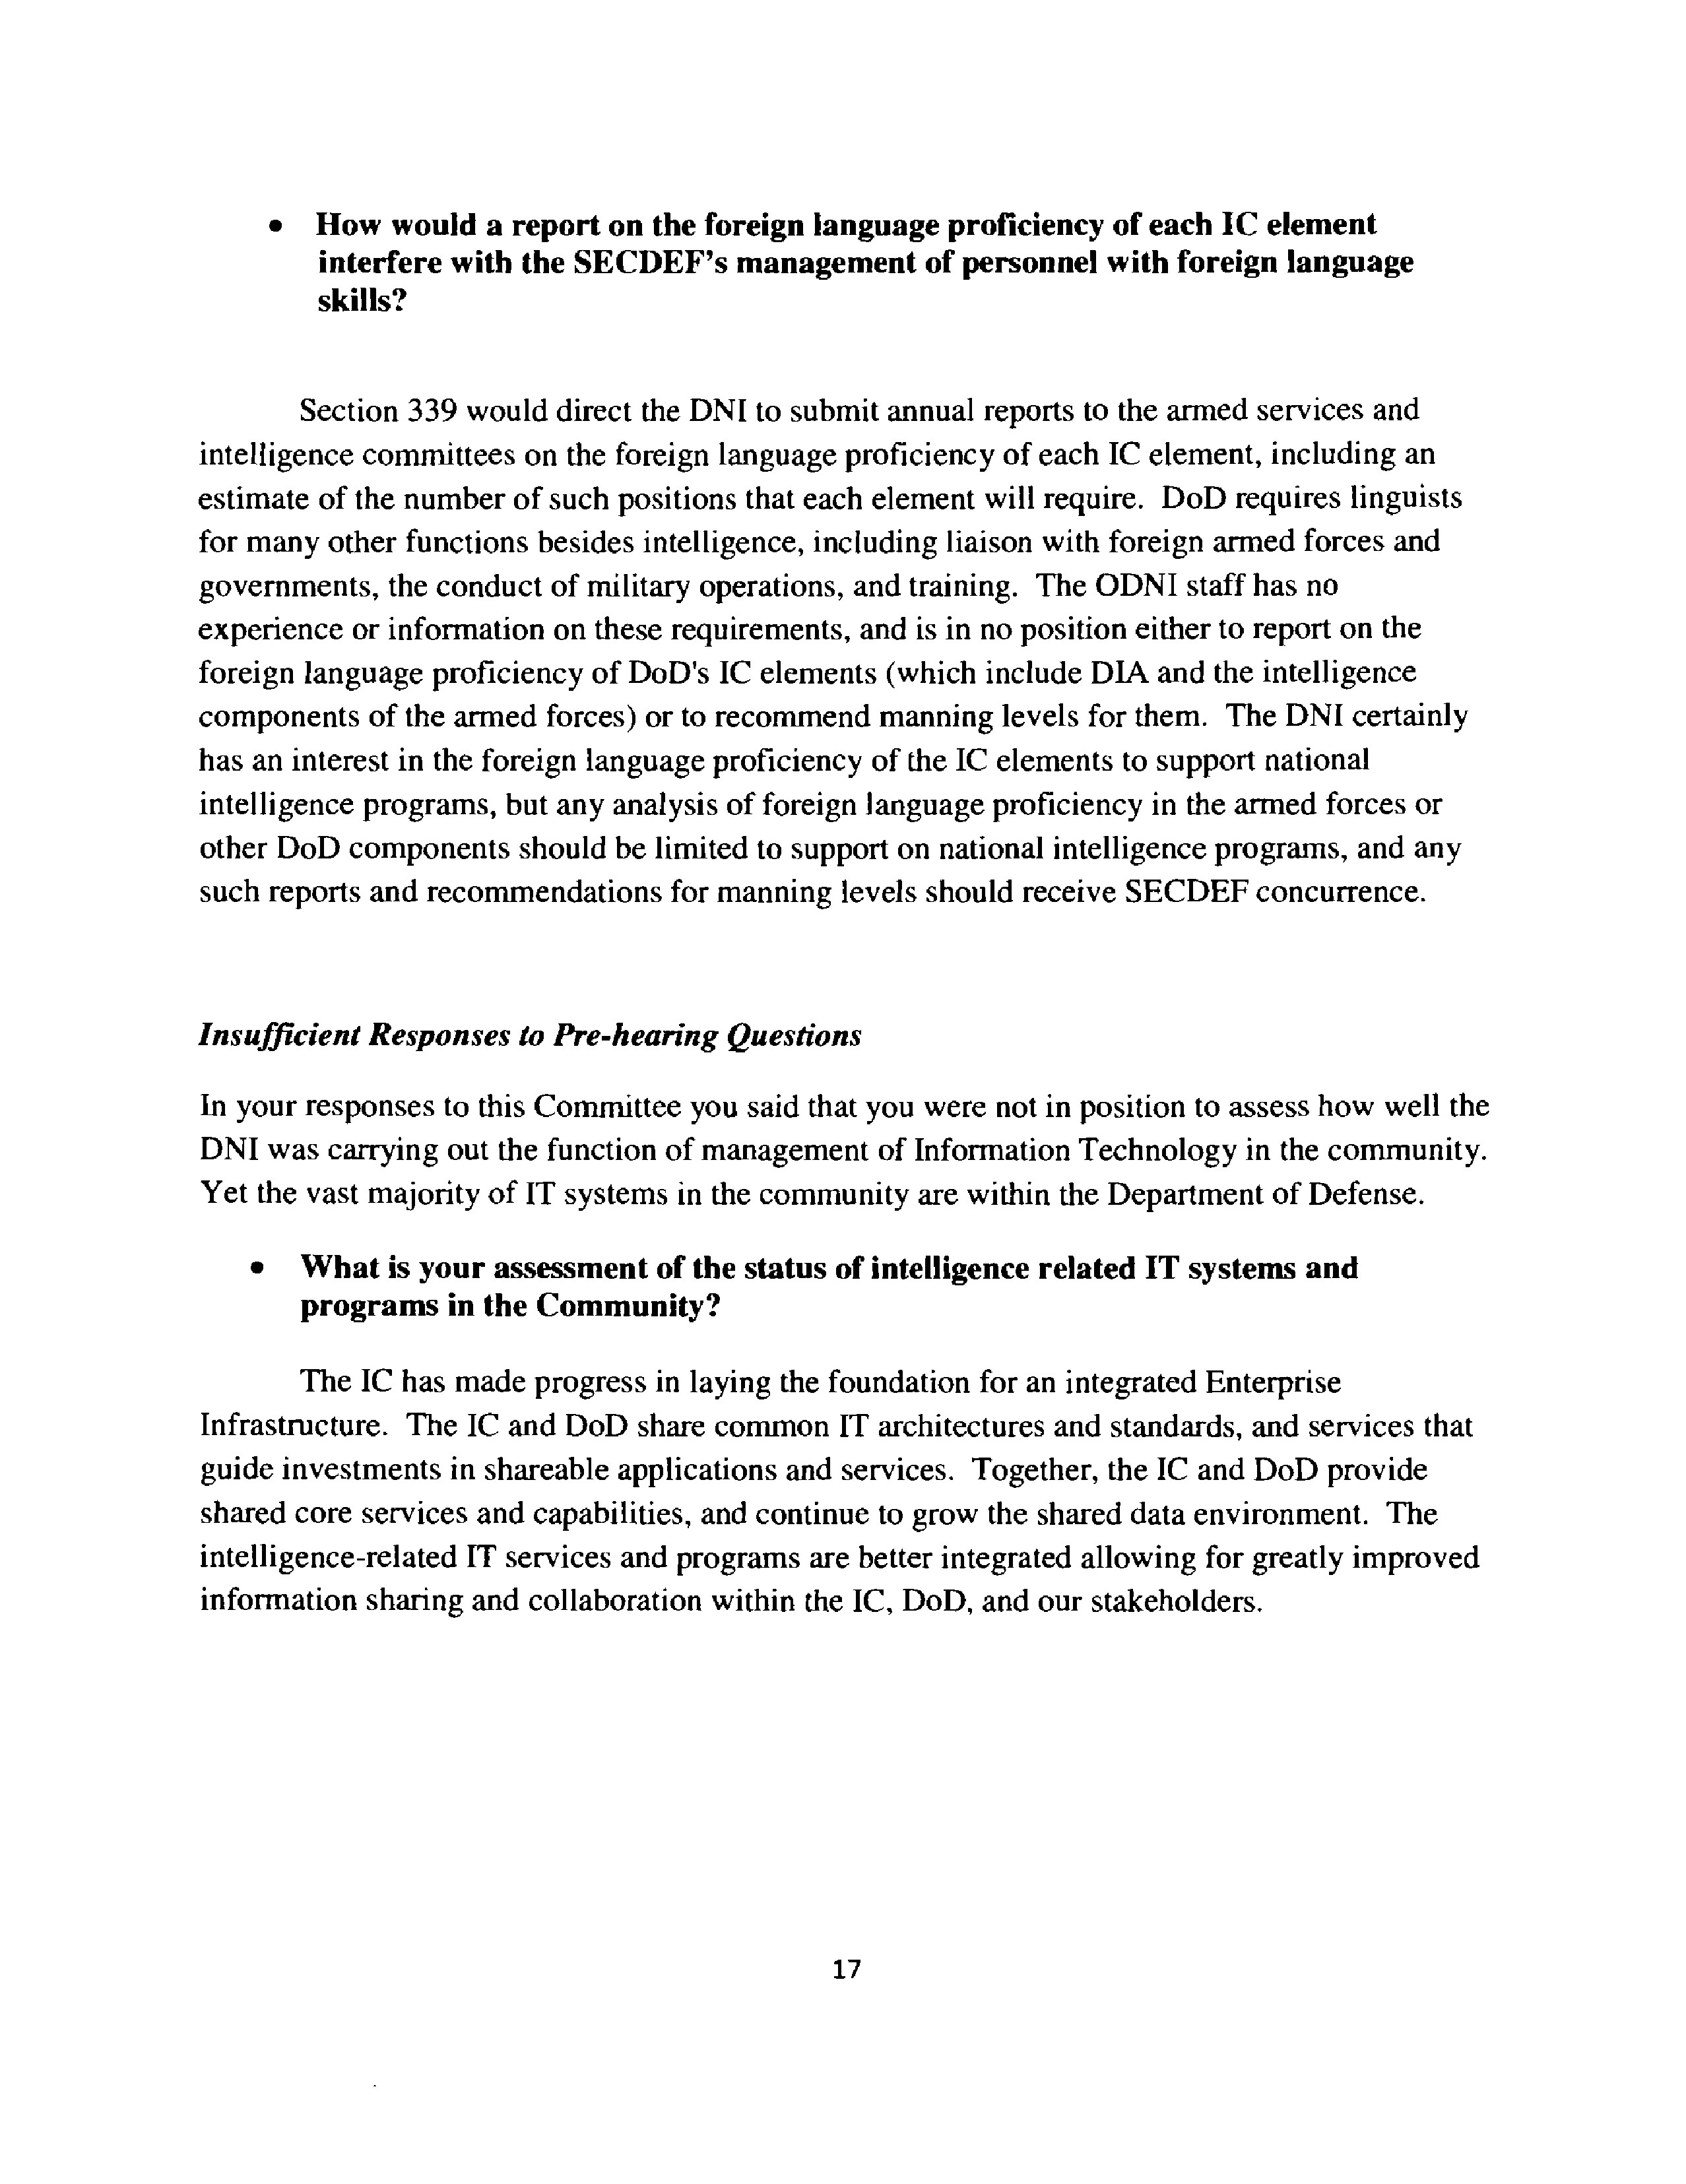 • How would a report on the foreign language proficiency of each IC element
interfere with the SECDEF’s management of personnel with foreign language
skills?
Section 339 would direct the DNI to submit annual reports to the armed services and
intelligence committees on the foreign language proficiency of each IC element, including an
estimate of the number of such positions that each element will require. DoD requires linguists
for many other functions besides intelligence, including liaison with foreign armed forces and
governments, the conduct of military operations, and training. The ODNI staff has no
experience or information on these requirements, and is in no position either to report on the
foreign language proficiency of DoD's IC elements (which include DIA and the intelligence
components of the armed forces) or to recommend manning levels for them. The DNI certainly
has an interest in the foreign language proficiency of the IC elements to support national
intelligence programs, but any analysis of foreign language proficiency in the armed forces or
other DoD components should be limited to support on national intelligence programs, and any
such reports and recommendations for manning levels should receive SECDEF concurrence.
Insufficient Responses to Pre-hearing Questions
In your responses to this Committee you said that you were not in position to assess how well the
DNI was carrying out the function of management of Information Technology in the community.
Yet the vast majority of IT systems in the community are within the Department of Defense.
• What is your assessment of the status of intelligence related IT systems and
programs in the Community?
The IC has made progress in laying the foundation for an integrated Enterprise
Infrastructure. The IC and DoD share common IT architectures and standards, and services that
guide investments in shareable applications and services. Together, the IC and DoD provide
shared core services and capabilities, and continue to grow the shared data environment. The
intelligence-related IT services and programs are better integrated allowing for greatly improved
information sharing and collaboration within the IC, DoD, and our stakeholders.
17